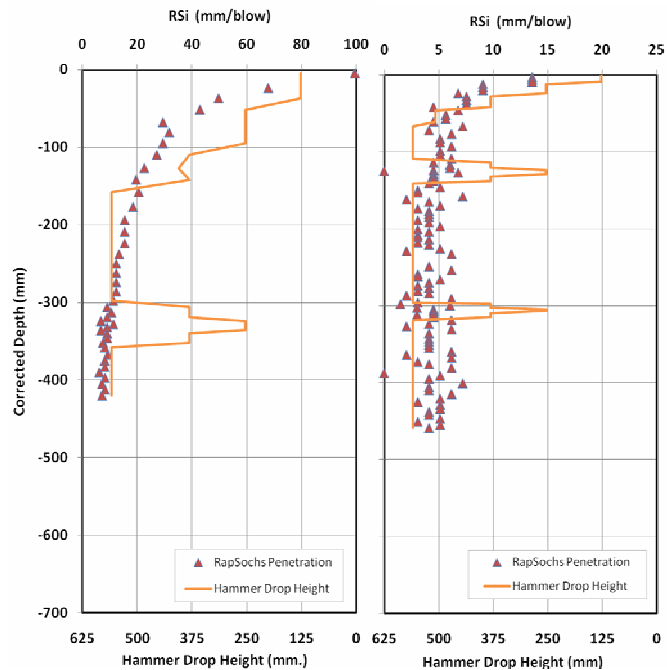 RSi (mm/blow)
0 20 40 60 80 100
RSi (mm/blow)
0 5 10 15 20 25
Corrected Depth (mm)
0
-100
-200
-300
-400
-500
-600
-700
RapSochs Penetration
Hammer Drop Height
RapSochs Penetration
Hammer Drop Height
625 500 375 250 125 0
Hammer Drop Height (mm.)
625 500 375 250 125 0
Hammer Drop Height (mm)